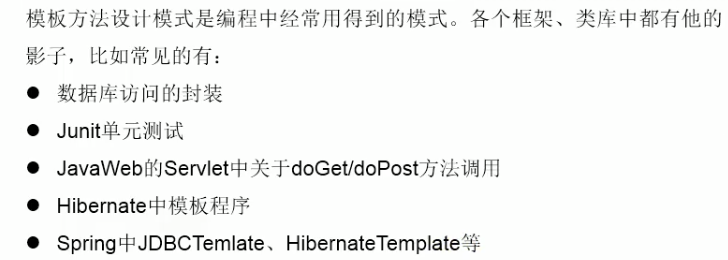 模板方法设计模式是编程中经常用得到的模式。各个框架、类库中都有他的
影子，比如常见的有：
● 数据库访问的封装
● Junit单元测试
● JavaWeb的Servlet中关于doGet/doPost方法调用
● Hibernate中模板程序
● Spring中JDBCTemlate、HibernateTemplate等